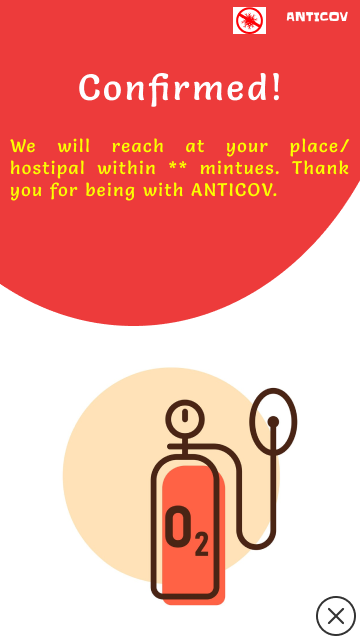 ANTICOV
Confirmed!
We will reach at your place/
hostipal within ** mintues. Thank
you for being with ANTICOV.
O2